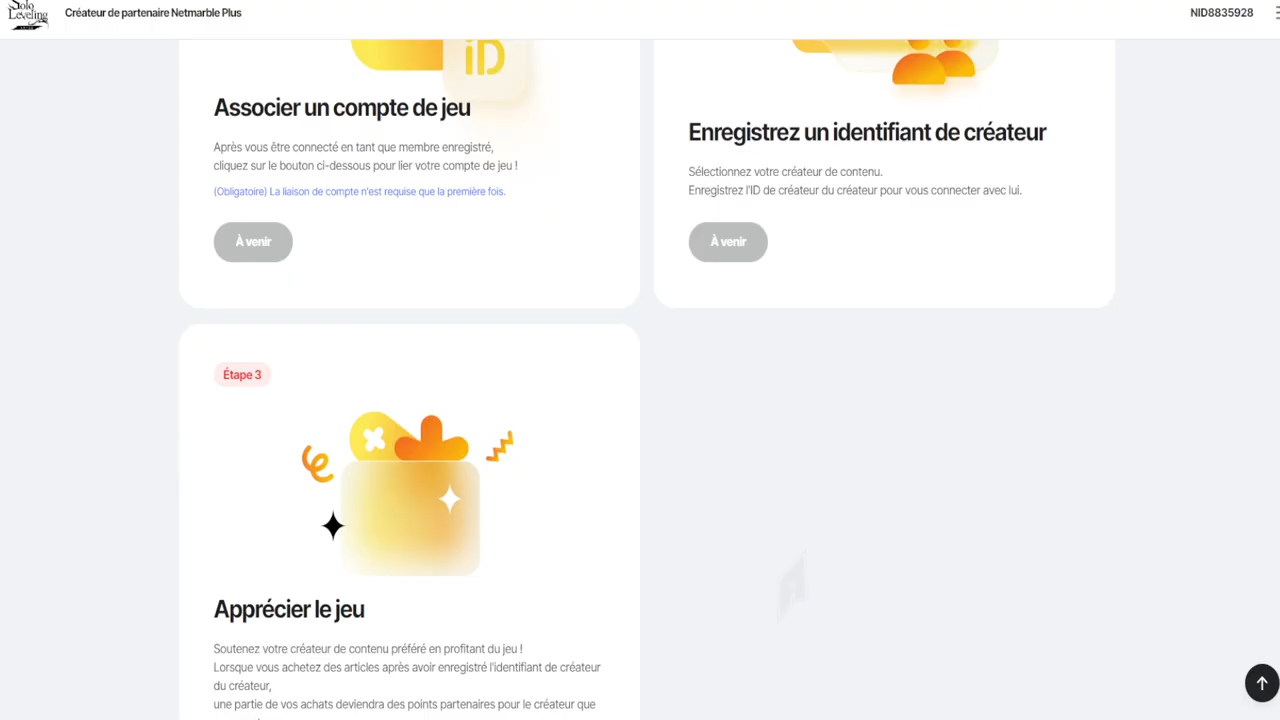 Solo
Leveling
Créateur de partenaire Netmarble Plus
NID8835928
iD
Associer un compte de jeu
Après vous être connecté en tant que membre enregistré,
cliquez sur le bouton ci-dessous pour lier votre compte de jeu !
(Obligatoire) La liaison de compte n'est requise que la première fois.
À venir
Enregistrez un identifiant de créateur
Sélectionnez votre créateur de contenu.
Enregistrez l'ID de créateur du créateur pour vous connecter avec lui.
À venir
Étape 3
Apprécier le jeu
Soutenez votre créateur de contenu préféré en profitant du jeu !
Lorsque vous achetez des articles après avoir enregistré l'identifiant de créateur
du créateur,
une partie de vos achats deviendra des points partenaires pour le créateur que